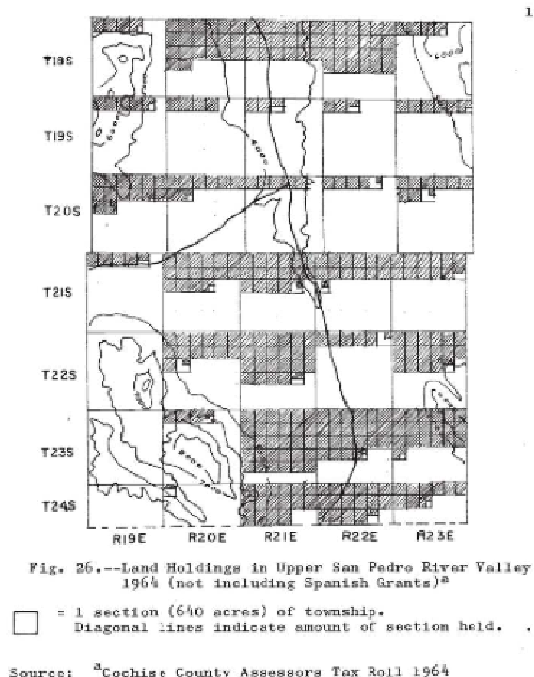 1
T18S
T19S
T20S
T21S
T22S
T23S
T24S
R19E R20E R21E R22E R23E
Fig. 26.--Land Holdings in Upper San Pedro River Valley
1964 (not including Spanish Grants)a
= 1 section (640 acres) of township.
Diagonal lines indicate amount of section held.
Source: aCochise County Assessors Tax Roll 1964